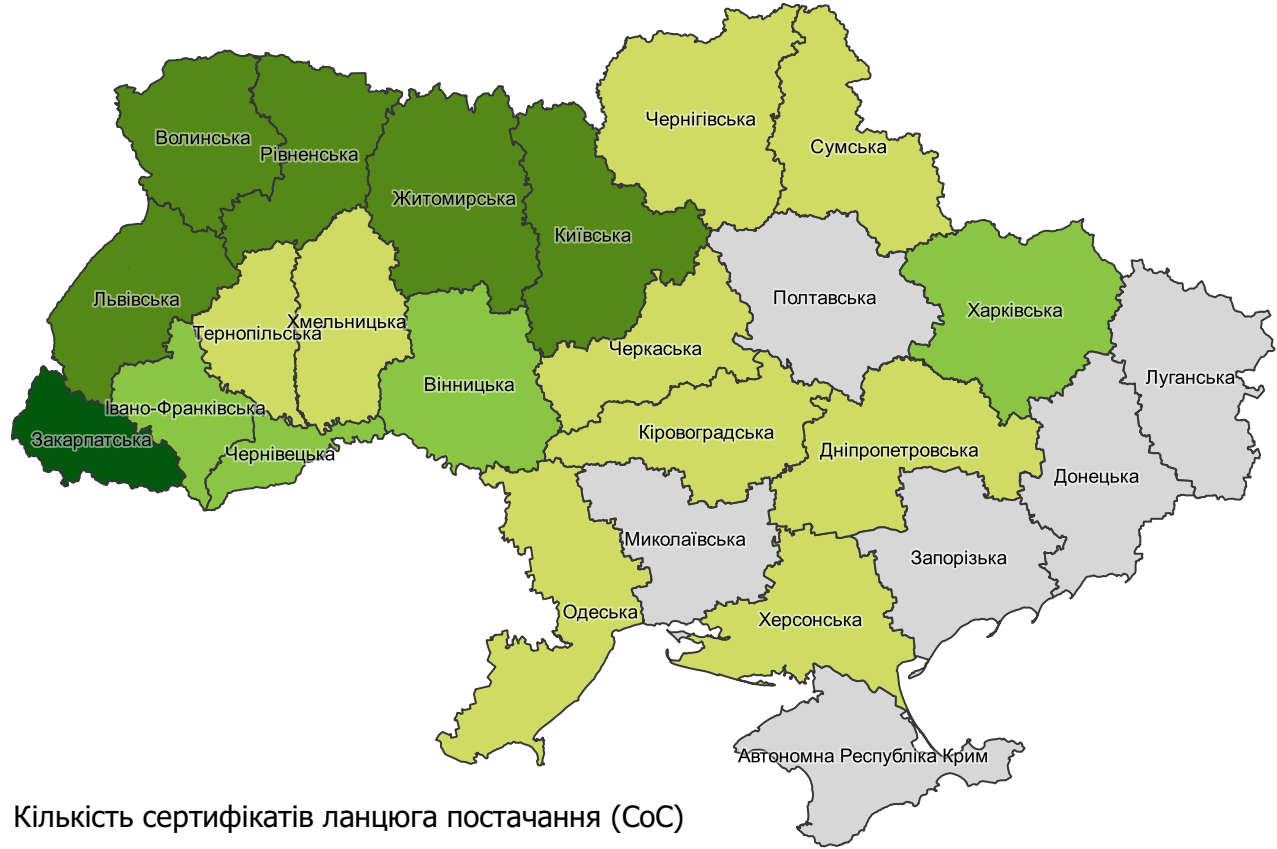 Чернігівська
Сумська
Волинська
Рівненська
Житомирська
Київська
Львівська
Полтавська
Харківська
Тернопільська
Хмельницька
Черкаська
Луганська
Вінницька
Івано-Франківська
Закарпатська
Чернівецька
Кіровоградська
Дніпропетровська
Донецька
Миколаївська
Запорізька
Одеська
Херсонська
Автономна Республіка Крим
Кількість сертифікатів ланцюга постачання (CoC)